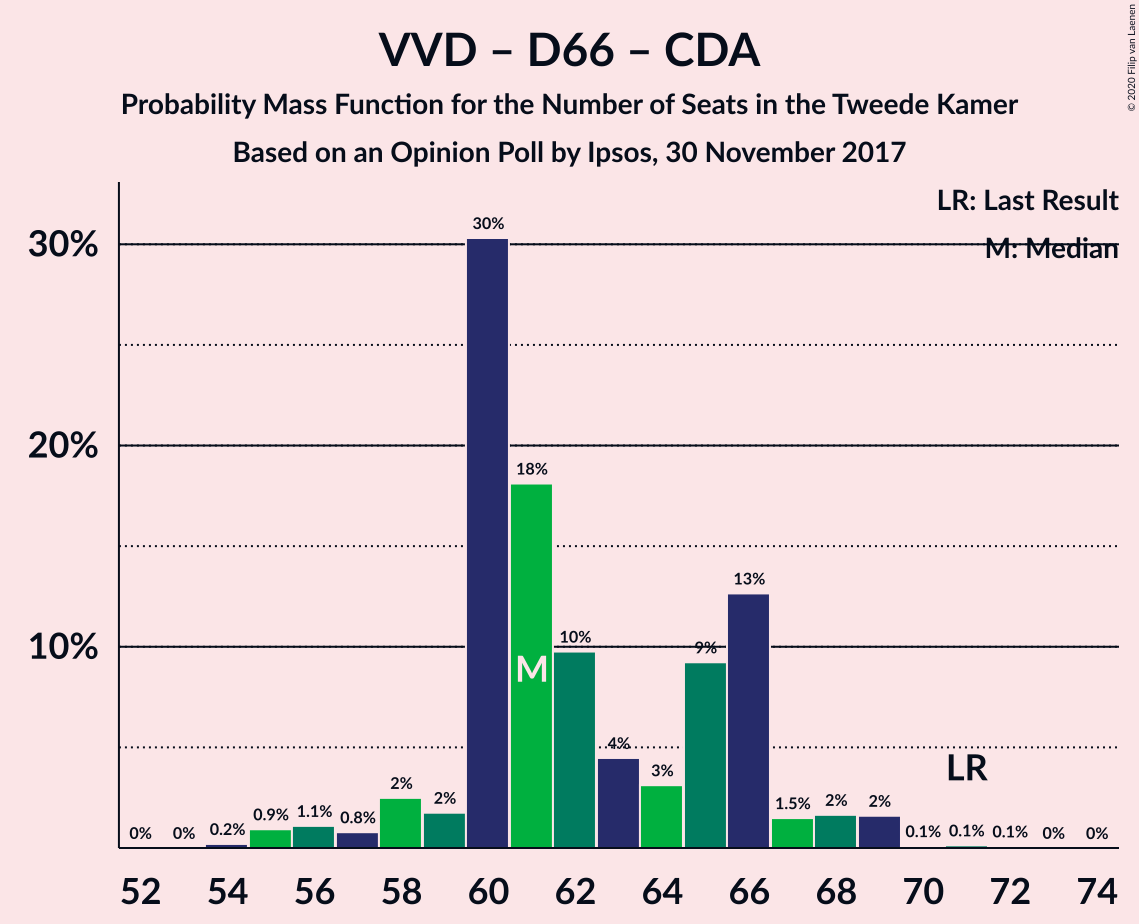 VVD – D66 – CDA
Probability Mass Function for the Number of Seats in the Tweede Kamer
Based on an Opinion Poll by Ipsos, 30 November 2017
© 2020 Filip van Laenen
LR: Last Result
M: Median
30%
20%
10%
0% 0% 0.2% 0.9% 1.1% 0.8% 2% 2% 30% 18% 10% 4% 3% 9% 13% 1.5% 2% 2% 0.1% 0.1% 0.1% 0% 0%
M
LR
52 54 56 58 60 62 64 66 68 70 72 74